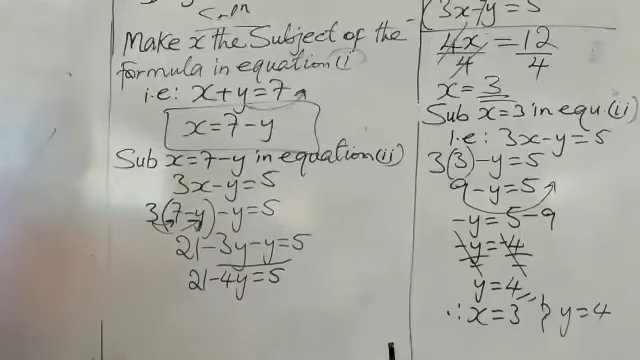 Make x the Subject of the
formula in equation(i
i.e: x+y=7
x=7-y
Sub x=7-y in equation(ii)
3x-y=5
3(7-y)-y=5
21-3y-y=5
21-4y=5
4x/4 = 12/4
x=3
Sub x=3 in equ.(ii)
i.e: 3x-y=5
3(3)-y=5
9-y=5
-y=5-9
-y=-4
y=4
∴ x=3 } y=4